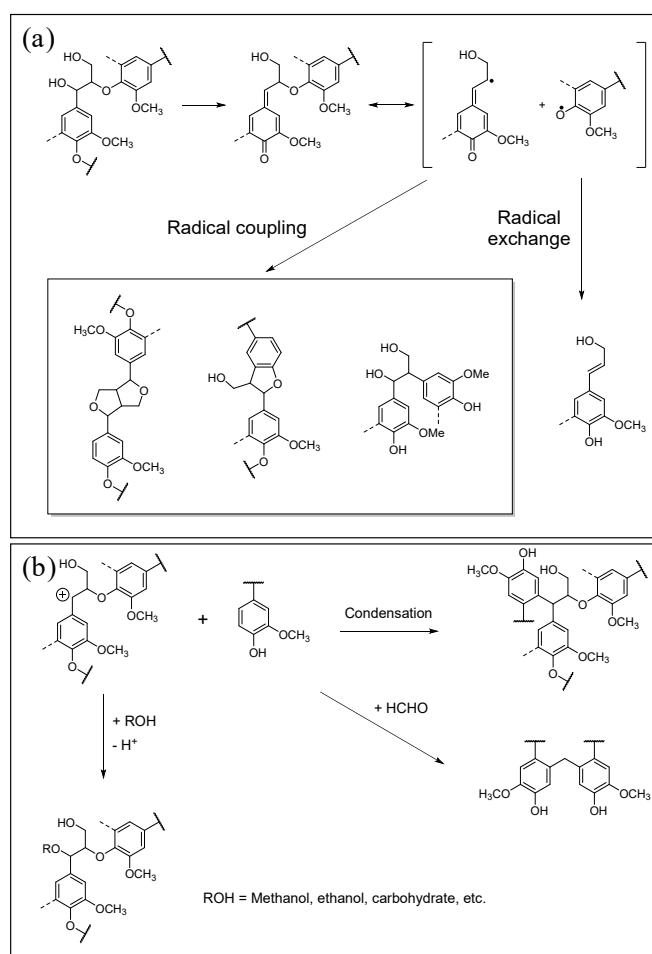 (a)
HO
HO
O
OCH₃
OCH₃
O
HO
O
OCH₃
OCH₃
O
HO
•
OCH₃
O
+
O
•
OCH₃
Radical coupling
Radical
exchange
O
H₃CO
O
O
OCH₃
O
HO
O
OCH₃
O
HO
HO
OMe
OH
OMe
OH
HO
OCH₃
OH
(b)
HO
+
O
OCH₃
OCH₃
O
+
OCH₃
OH
Condensation
OH
H₃CO
HO
O
OCH₃
OCH₃
O
+ HCHO
H₃CO
OH
OH
OCH₃
+ ROH
- H⁺
HO
RO
O
OCH₃
OCH₃
O
ROH = Methanol, ethanol, carbohydrate, etc.